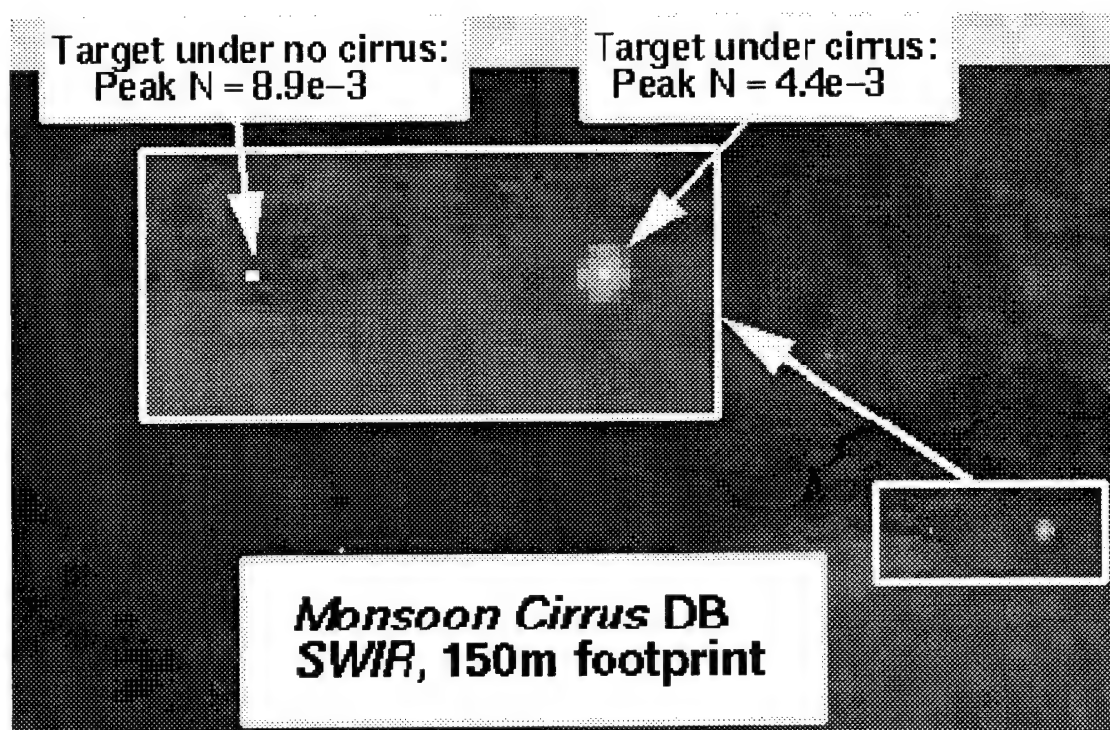 Target under no cirrus:
Peak N = 8.9e–3
Target under cirrus:
Peak N = 4.4e–3
Monsoon Cirrus DB
SWIR, 150m footprint